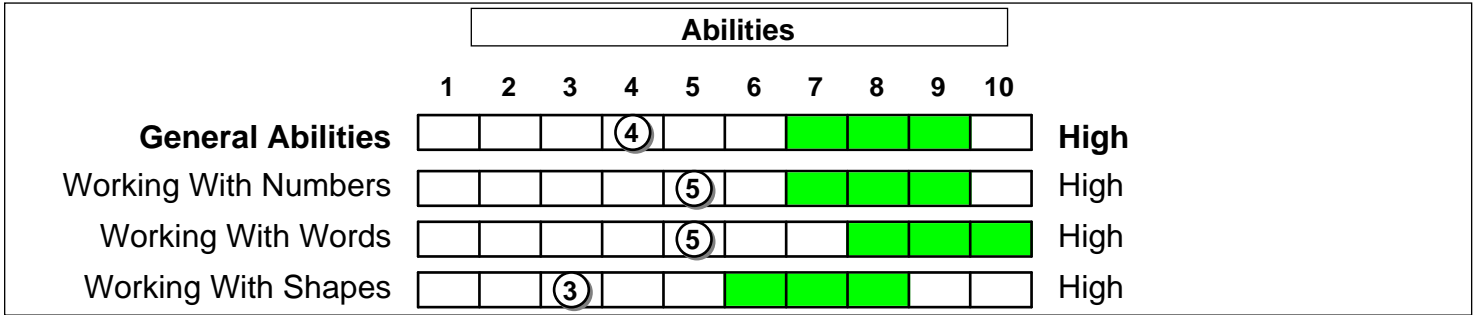 Abilities
1 2 3 4 5 6 7 8 9 10
General Abilities 4 High
Working With Numbers 5 High
Working With Words 5 High
Working With Shapes 3 High